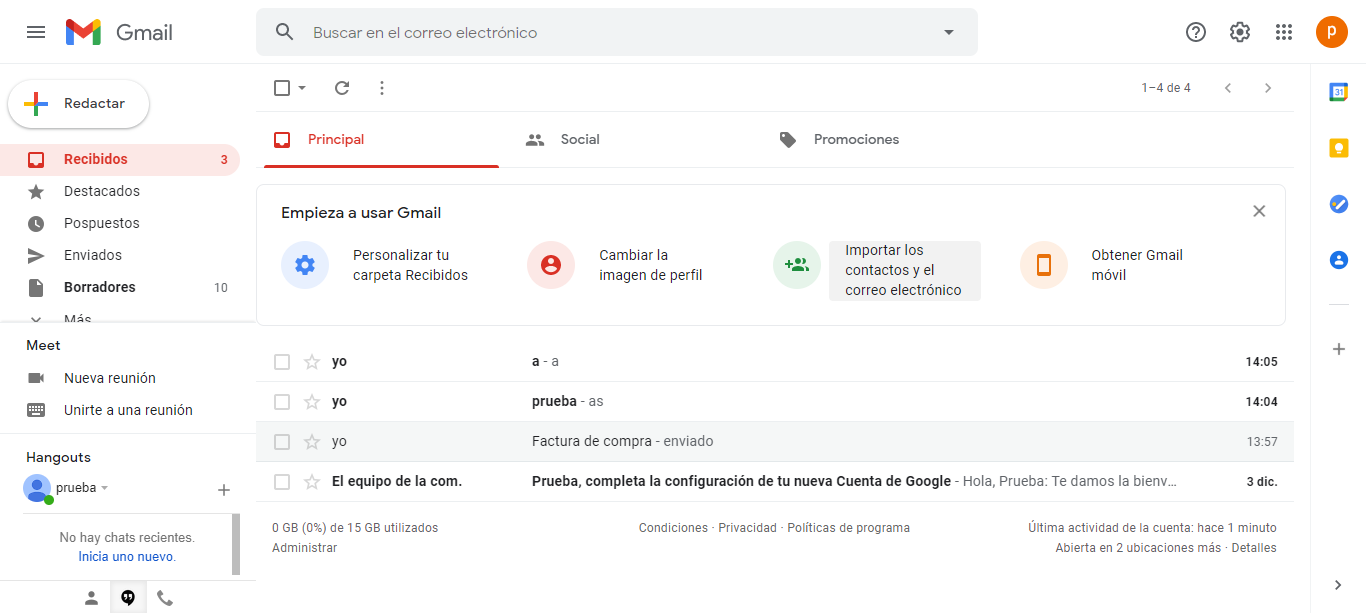 Gmail
Buscar en el correo electrónico
p
Redactar
1–4 de 4
31
Recibidos 3
Destacados
Pospuestos
Enviados
Borradores 10
Más
Principal
Social
Promociones
Empieza a usar Gmail
Personalizar tu
carpeta Recibidos
Cambiar la
imagen de perfil
Importar los
contactos y el
correo electrónico
Obtener Gmail
móvil
Meet
Nueva reunión
Unirte a una reunión
Hangouts
prueba
No hay chats recientes.
Inicia uno nuevo.
yo a - a 14:05
yo prueba - as 14:04
yo Factura de compra - enviado 13:57
El equipo de la com. Prueba, completa la configuración de tu nueva Cuenta de Google - Hola, Prueba: Te damos la bienv… 3 dic.
0 GB (0%) de 15 GB utilizados
Administrar
Condiciones · Privacidad · Políticas de programa
Última actividad de la cuenta: hace 1 minuto
Abierta en 2 ubicaciones más · Detalles